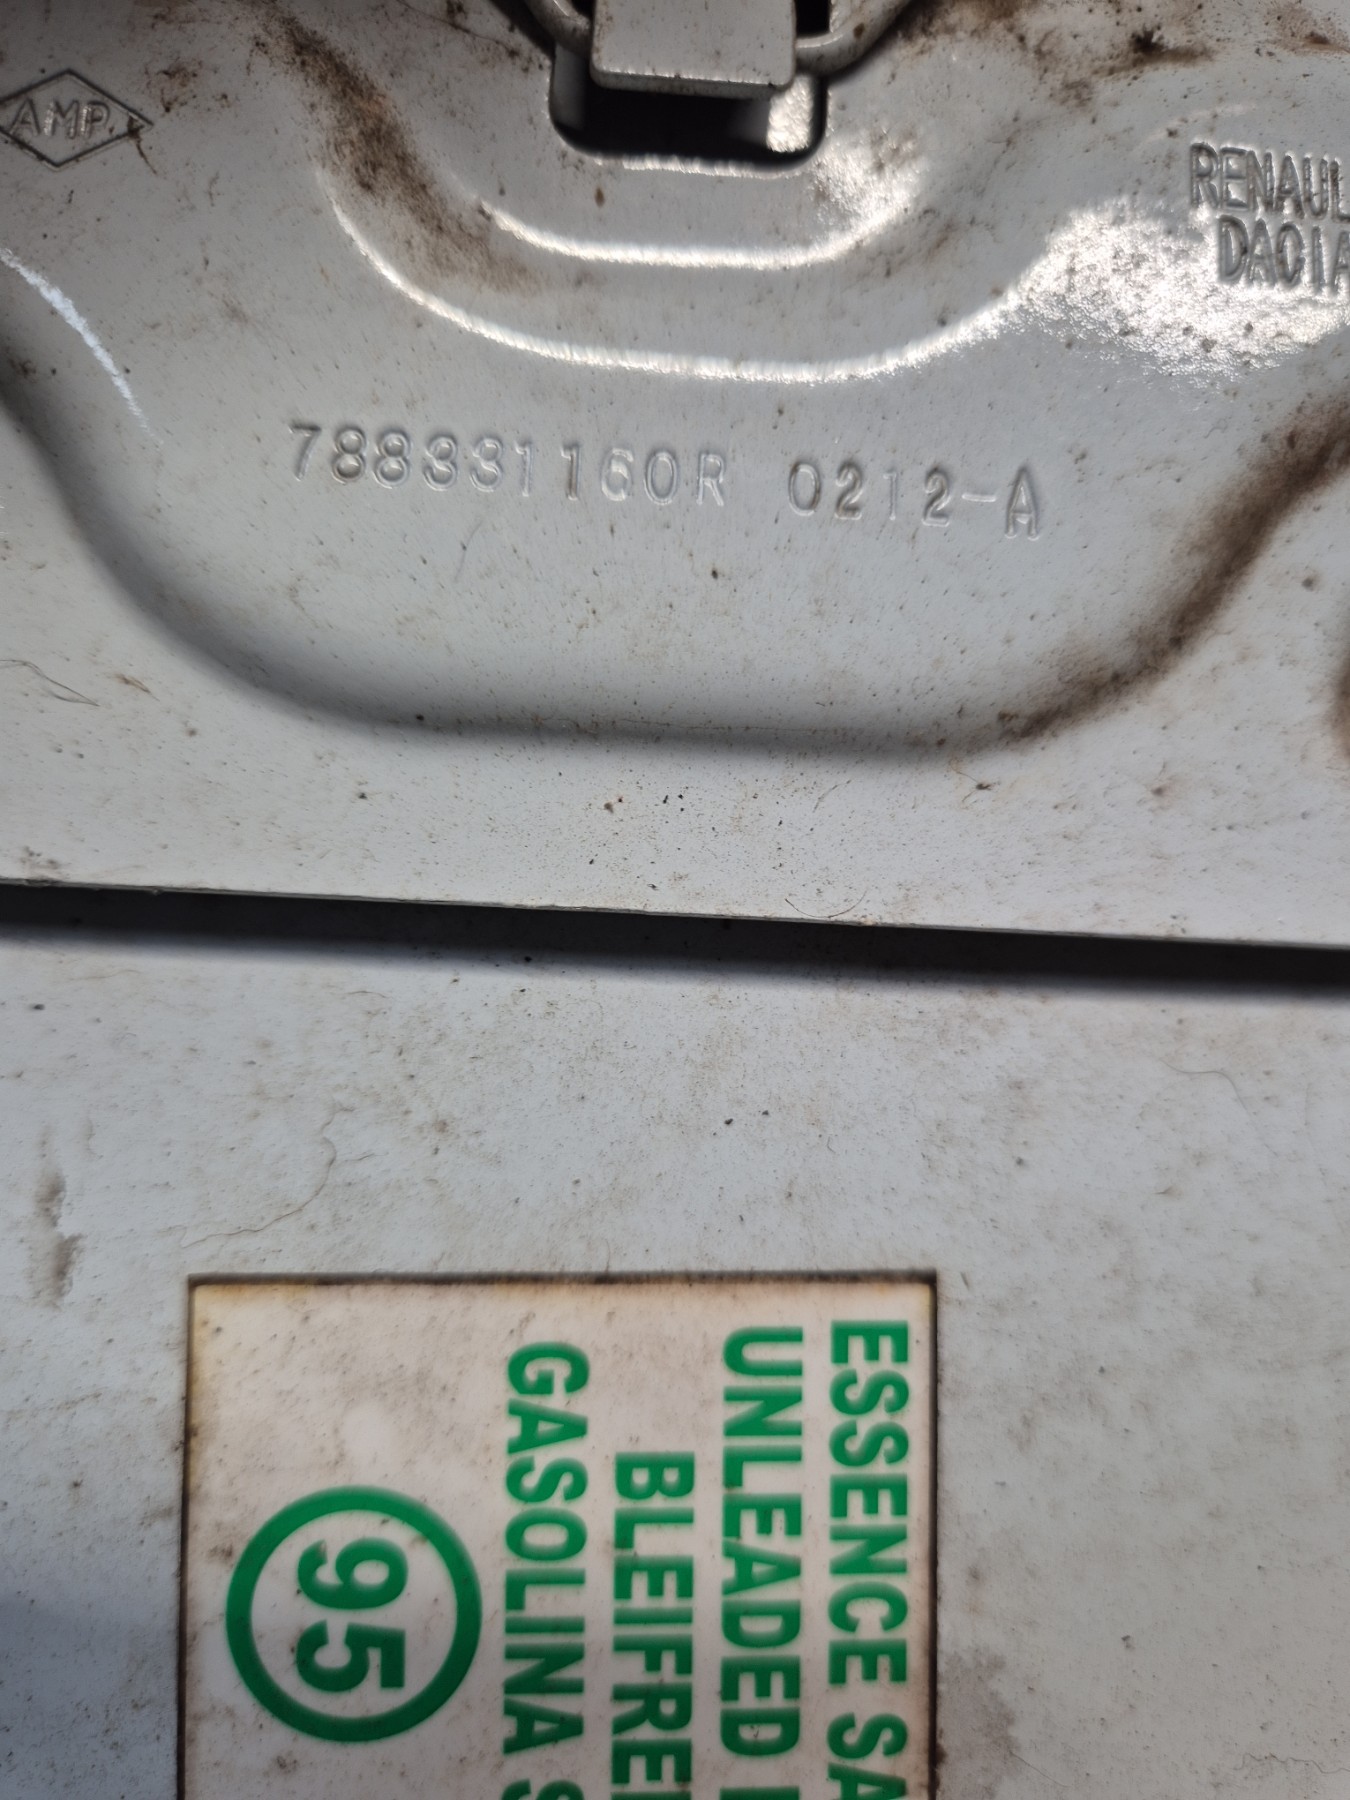 AMP.
RENAUL
DACIA
788331160R 0212-A
ESSENCE SA
UNLEADED
BLEIFRE
GASOLINA S
95